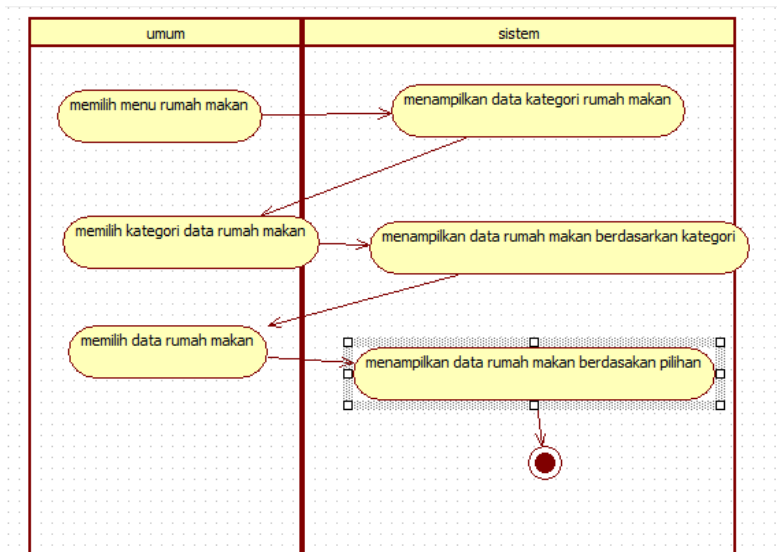 umum
sistem
memilih menu rumah makan
menampilkan data kategori rumah makan
memilih kategori data rumah makan
menampilkan data rumah makan berdasarkan kategori
memilih data rumah makan
menampilkan data rumah makan berdasakan pilihan